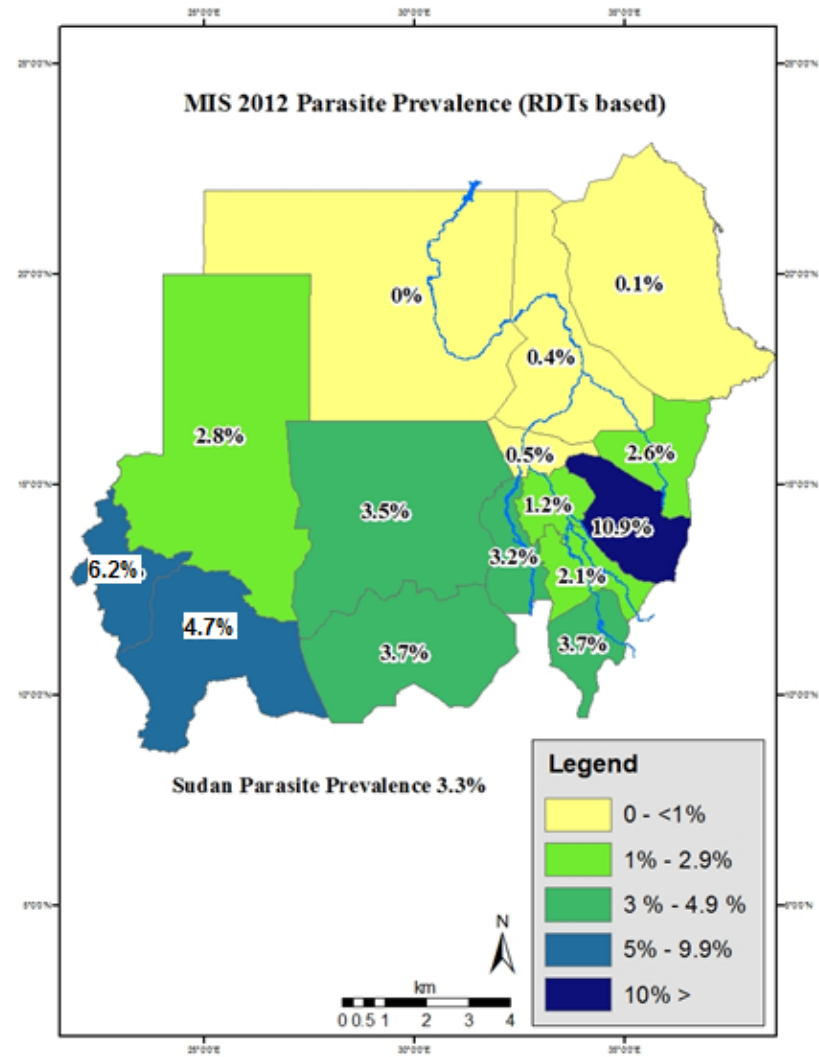 MIS 2012 Parasite Prevalence (RDTs based)
0.1%
0%
0.4%
2.8%
0.5%
2.6%
3.5%
1.2%
10.9%
3.2%
6.2%
2.1%
4.7%
3.7%
3.7%
Sudan Parasite Prevalence 3.3%
Legend
0 - <1%
1% - 2.9%
3 % - 4.9 %
5% - 9.9%
10% >
N
km
0 0.5 1 2 3 4